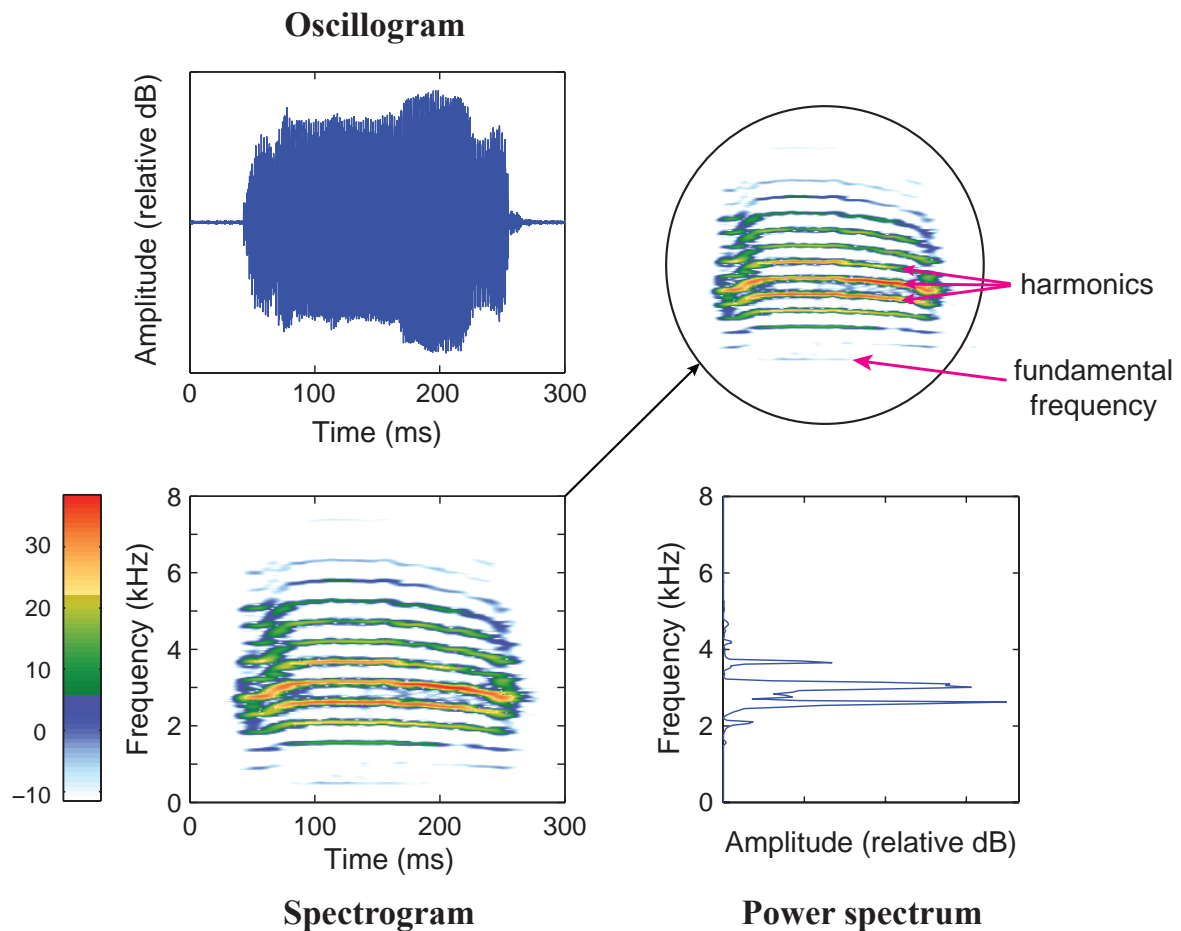 Oscillogram
Amplitude (relative dB)
0 100 200 300
Time (ms)
harmonics
fundamental
frequency
30
20
10
0
−10
Frequency (kHz)
8
6
4
2
0
0 100 200 300
Time (ms)
Spectrogram
Frequency (kHz)
8
6
4
2
0
Amplitude (relative dB)
Power spectrum